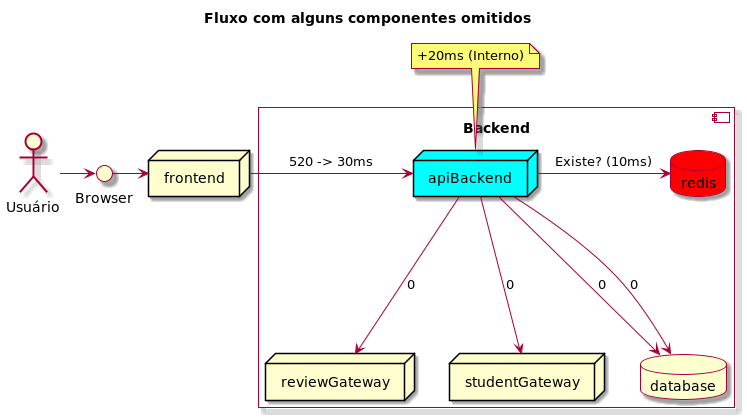 Fluxo com alguns componentes omitidos
+20ms (Interno)
Backend
Usuário
Browser
frontend
520 -> 30ms
apiBackend
Existe? (10ms)
redis
0
0
0
0
reviewGateway
studentGateway
database